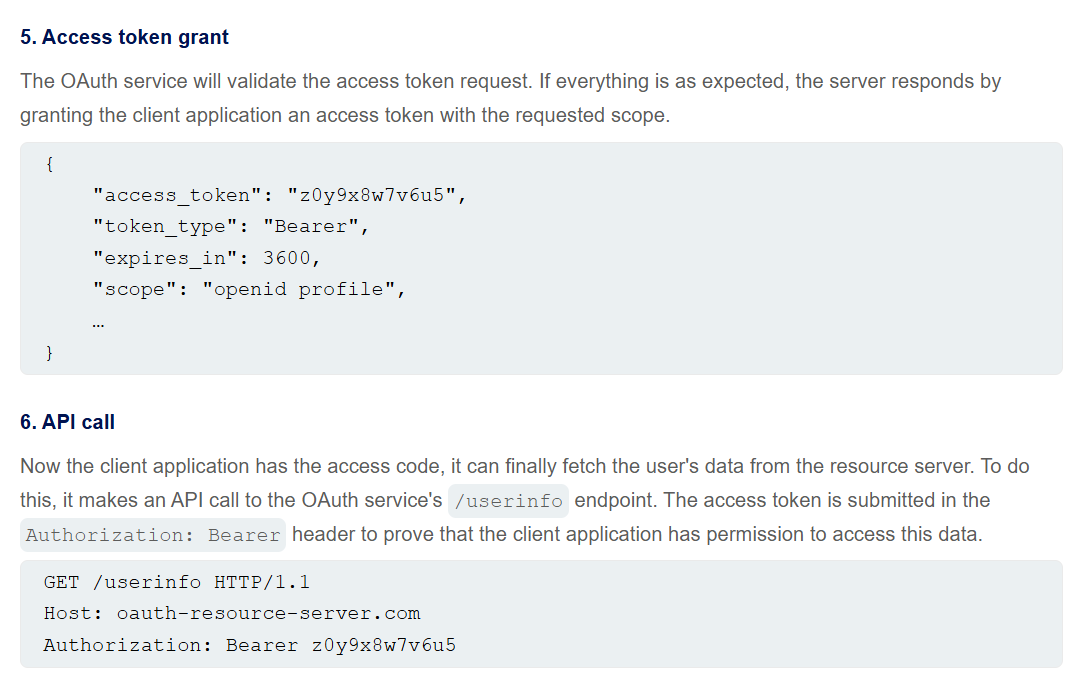 5. Access token grant
The OAuth service will validate the access token request. If everything is as expected, the server responds by
granting the client application an access token with the requested scope.
{
"access_token": "z0y9x8w7v6u5",
"token_type": "Bearer",
"expires_in": 3600,
"scope": "openid profile",
…
}
6. API call
Now the client application has the access code, it can finally fetch the user's data from the resource server. To do
this, it makes an API call to the OAuth service's /userinfo endpoint. The access token is submitted in the
Authorization: Bearer header to prove that the client application has permission to access this data.
GET /userinfo HTTP/1.1
Host: oauth-resource-server.com
Authorization: Bearer z0y9x8w7v6u5